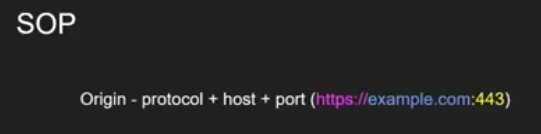 SOP
Origin - protocol + host + port (https://example.com:443)